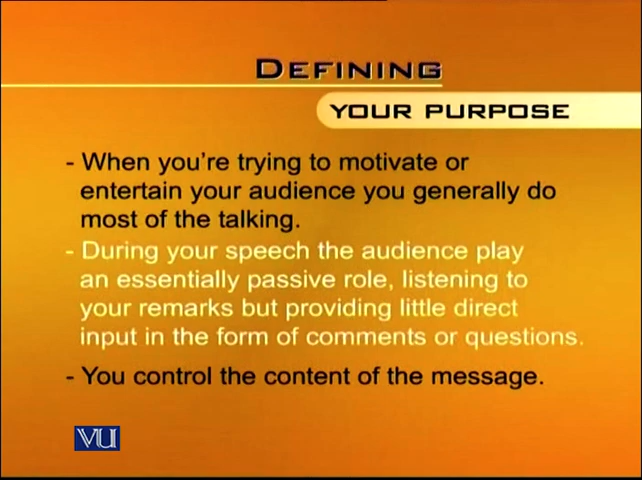 DEFINING
YOUR PURPOSE
- When you're trying to motivate or
entertain your audience you generally do
most of the talking.
- During your speech the audience play
an essentially passive role, listening to
your remarks but providing little direct
input in the form of comments or questions.
- You control the content of the message.
VU